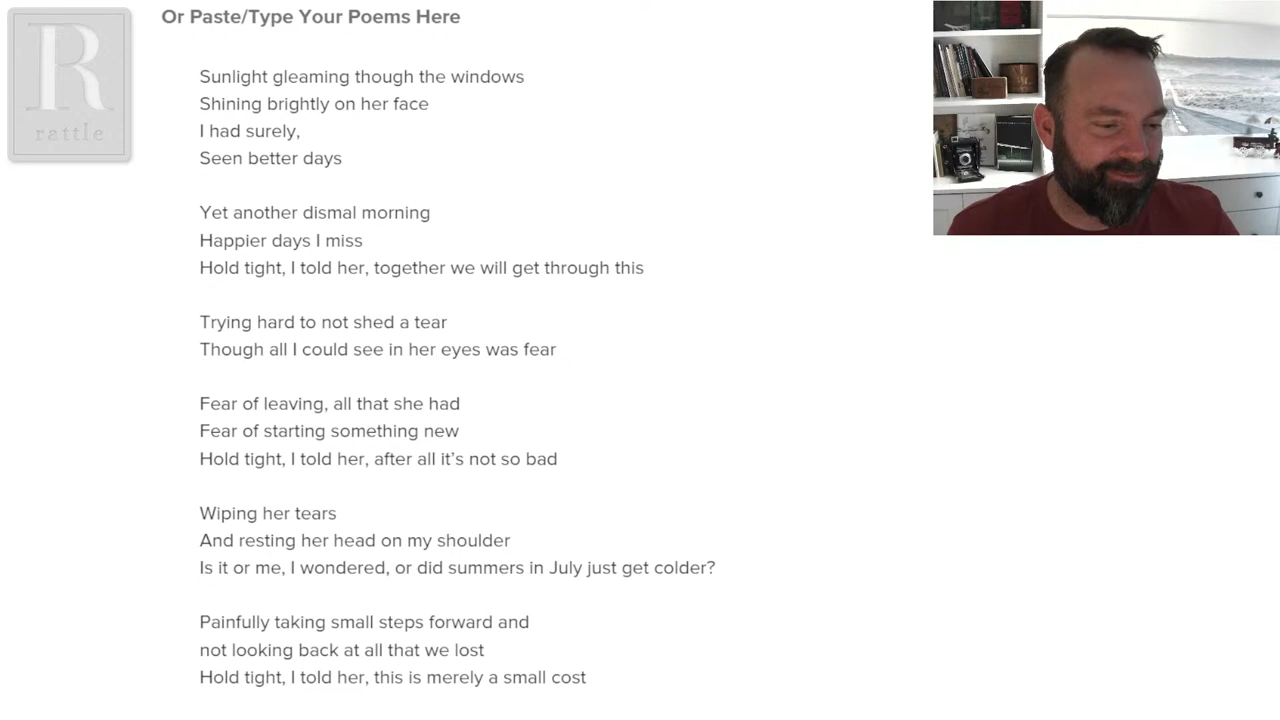 Or Paste/Type Your Poems Here
R
rattle
Sunlight gleaming though the windows
Shining brightly on her face
I had surely,
Seen better days
Yet another dismal morning
Happier days I miss
Hold tight, I told her, together we will get through this
Trying hard to not shed a tear
Though all I could see in her eyes was fear
Fear of leaving, all that she had
Fear of starting something new
Hold tight, I told her, after all it’s not so bad
Wiping her tears
And resting her head on my shoulder
Is it or me, I wondered, or did summers in July just get colder?
Painfully taking small steps forward and
not looking back at all that we lost
Hold tight, I told her, this is merely a small cost